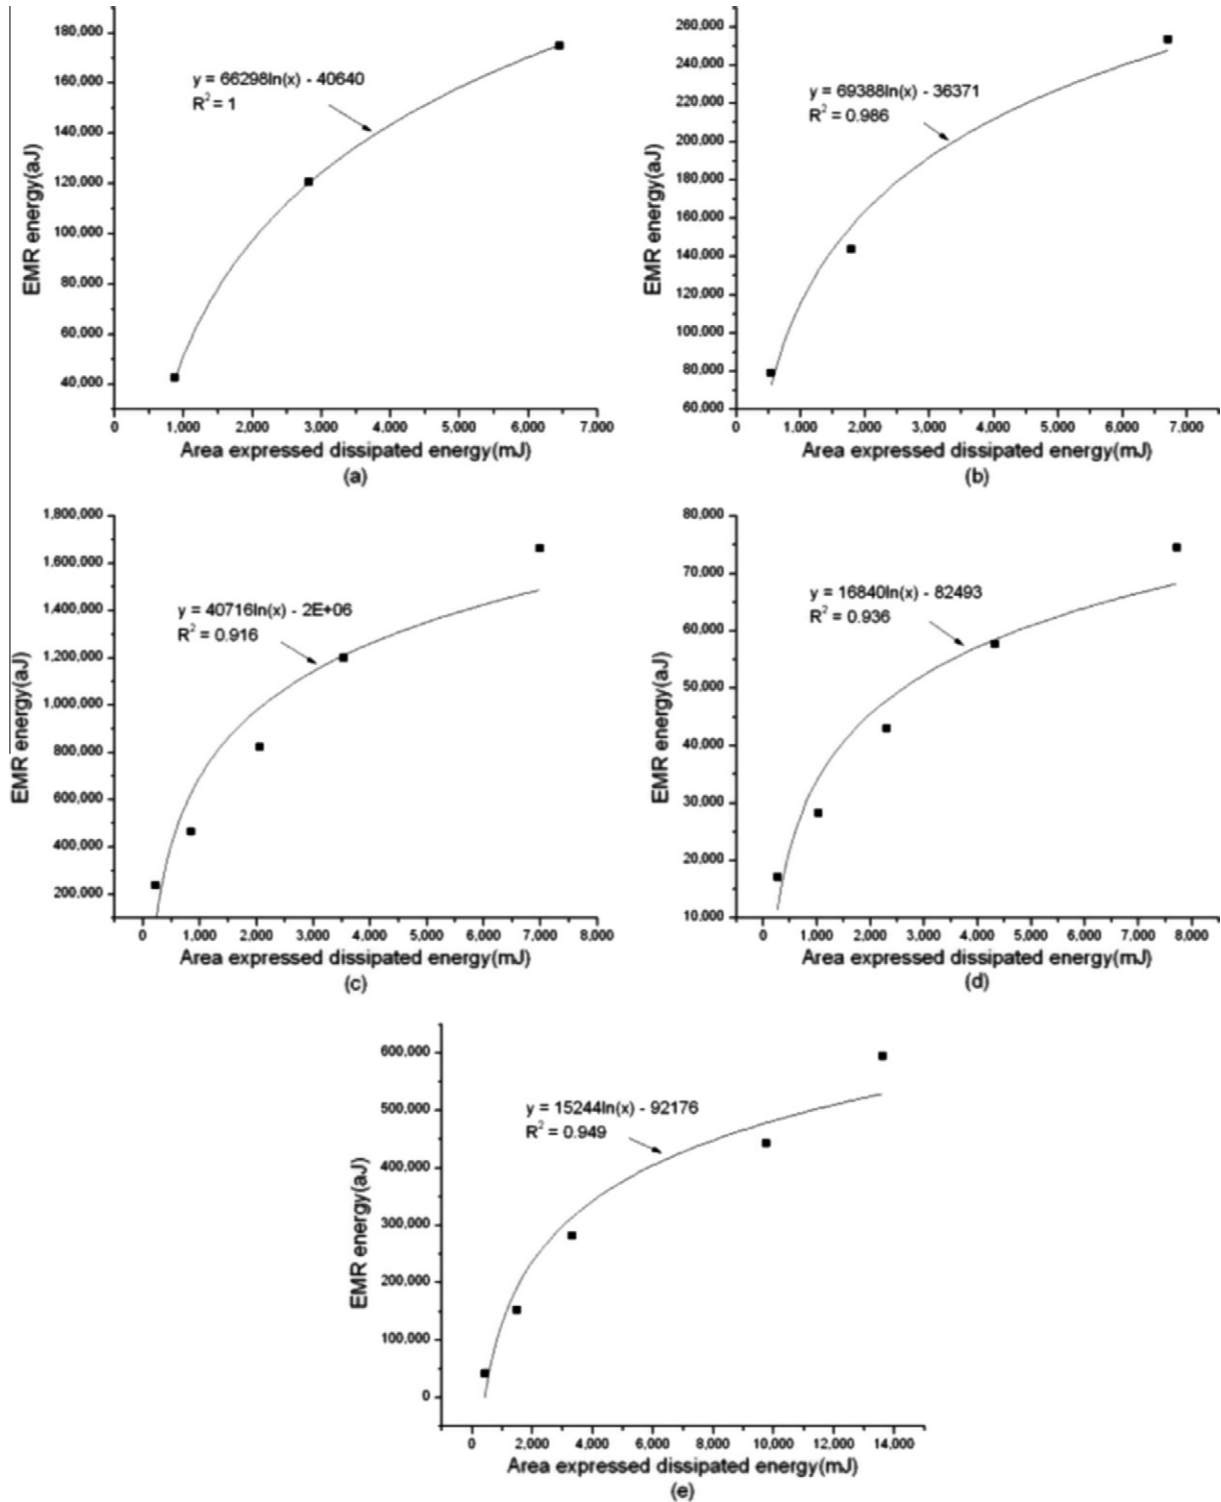 180,000
160,000
140,000
120,000
100,000
80,000
60,000
40,000
EMR energy(aJ)
y = 66298ln(x) - 40640
R² = 1
0 1,000 2,000 3,000 4,000 5,000 6,000 7,000
Area expressed dissipated energy(mJ)
(a)
260,000
240,000
220,000
200,000
180,000
160,000
140,000
120,000
100,000
80,000
60,000
EMR energy(aJ)
y = 69388ln(x) - 36371
R² = 0.986
0 1,000 2,000 3,000 4,000 5,000 6,000 7,000
Area expressed dissipated energy(mJ)
(b)
1,800,000
1,600,000
1,400,000
1,200,000
1,000,000
800,000
600,000
400,000
200,000
EMR energy(aJ)
y = 40716ln(x) - 2E+06
R² = 0.916
0 1,000 2,000 3,000 4,000 5,000 6,000 7,000 8,000
Area expressed dissipated energy(mJ)
(c)
80,000
70,000
60,000
50,000
40,000
30,000
20,000
10,000
EMR energy(aJ)
y = 16840ln(x) - 82493
R² = 0.936
0 1,000 2,000 3,000 4,000 5,000 6,000 7,000 8,000
Area expressed dissipated energy(mJ)
(d)
600,000
500,000
400,000
300,000
200,000
100,000
0
EMR energy(aJ)
y = 15244ln(x) - 92176
R² = 0.949
0 2,000 4,000 6,000 8,000 10,000 12,000 14,000
Area expressed dissipated energy(mJ)
(e)